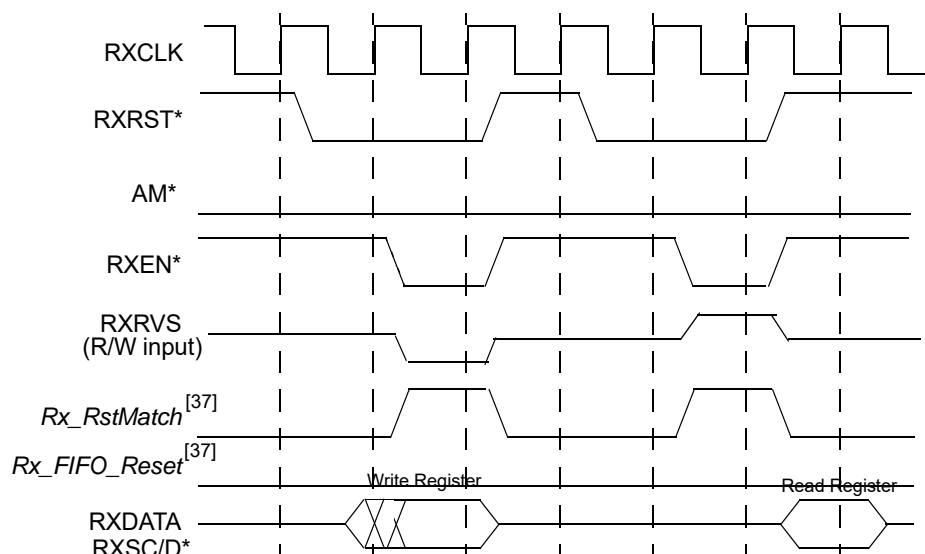 RXCLK
RXRST*
AM*
RXEN*
RXRVS
(R/W input)
Rx_RstMatch[37]
Rx_FIFO_Reset[37]
Write Register
Read Register
RXDATA
RXSC/D*